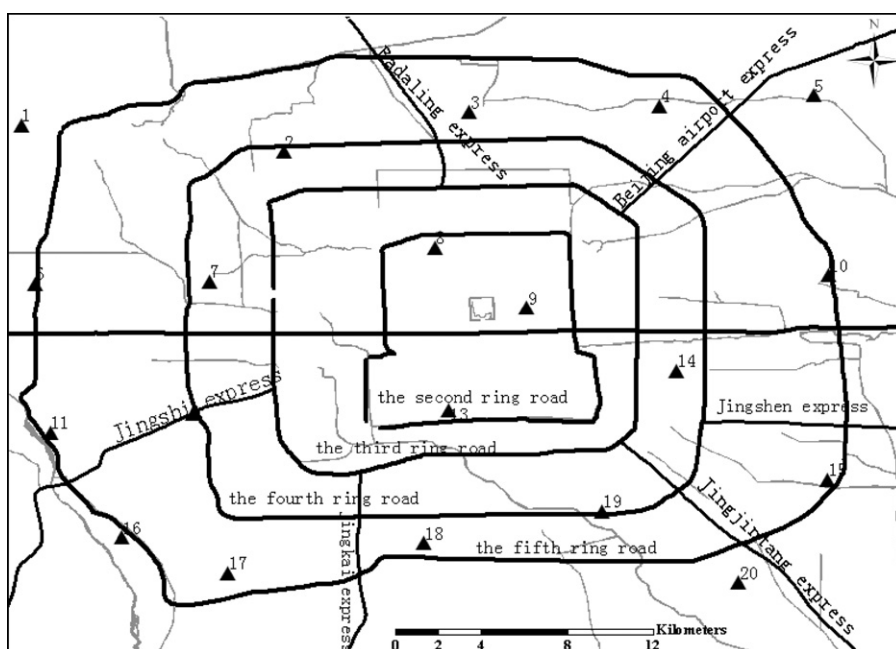 N
Badaling express
Beijing airport express
1
2
3
4
5
6
7
8
9
10
Jingshi express
14
the second ring road
13
Jingshen express
11
the third ring road
the fourth ring road
15
19
Jingjintang express
16
18
the fifth ring road
17
Jingkai express
20
Kilometers
0 2 4 8 12